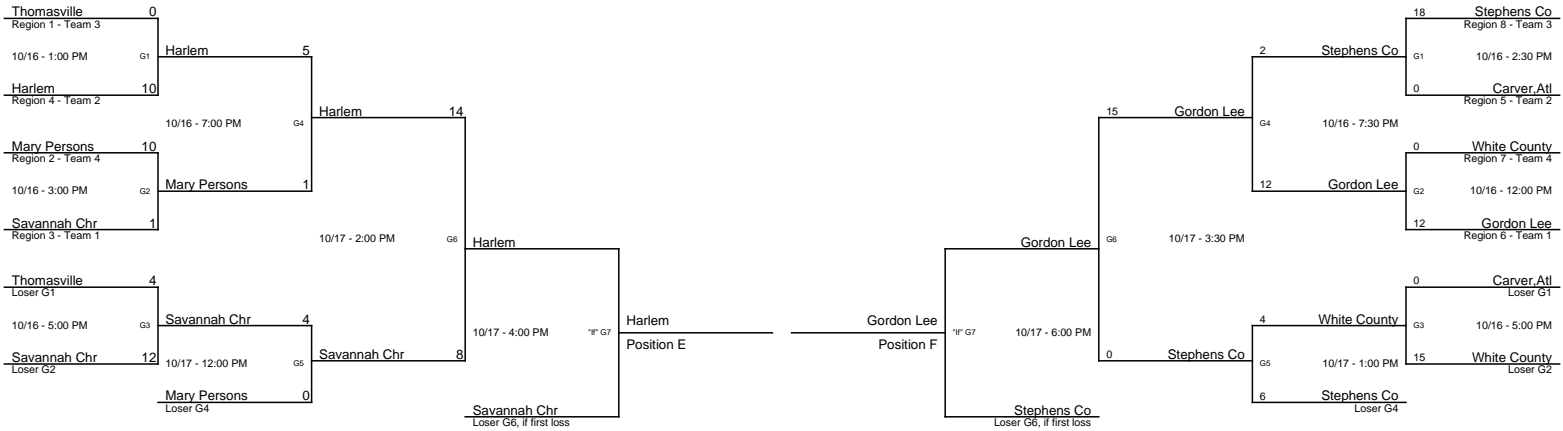 Thomasville 0
Region 1 - Team 3
10/16 - 1:00 PM G1
Harlem 5
Harlem 10
Region 4 - Team 2
10/16 - 7:00 PM G4
Harlem 14
Mary Persons 10
Region 2 - Team 4
10/16 - 3:00 PM G2
Mary Persons 1
Savannah Chr 1
Region 3 - Team 1
10/17 - 2:00 PM G6
Harlem
Thomasville 4
Loser G1
10/16 - 5:00 PM G3
Savannah Chr 4
Savannah Chr 12
Loser G2
10/17 - 12:00 PM G5
Savannah Chr 8
Mary Persons 0
Loser G4
10/17 - 4:00 PM "If" G7
Harlem
Position E
Savannah Chr
Loser G6, if first loss
18 Stephens Co
Region 8 - Team 3
G1 10/16 - 2:30 PM
2 Stephens Co
0 Carver,Atl
Region 5 - Team 2
15 Gordon Lee
G4 10/16 - 7:30 PM
0 White County
Region 7 - Team 4
G2 10/16 - 12:00 PM
12 Gordon Lee
12 Gordon Lee
Region 6 - Team 1
Gordon Lee
G6 10/17 - 3:30 PM
0 Carver,Atl
Loser G1
G3 10/16 - 5:00 PM
4 White County
15 White County
Loser G2
0 Stephens Co
G5 10/17 - 1:00 PM
6 Stephens Co
Loser G4
Gordon Lee
Position F
"If" G7 10/17 - 6:00 PM
Stephens Co
Loser G6, if first loss